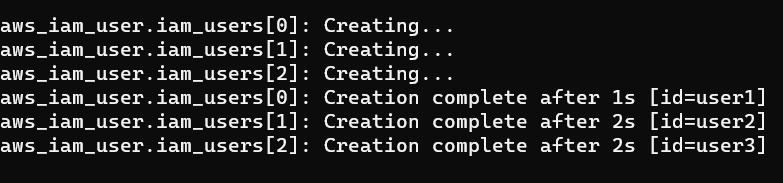 aws_iam_user.iam_users[0]: Creating...
aws_iam_user.iam_users[1]: Creating...
aws_iam_user.iam_users[2]: Creating...
aws_iam_user.iam_users[0]: Creation complete after 1s [id=user1]
aws_iam_user.iam_users[1]: Creation complete after 2s [id=user2]
aws_iam_user.iam_users[2]: Creation complete after 2s [id=user3]